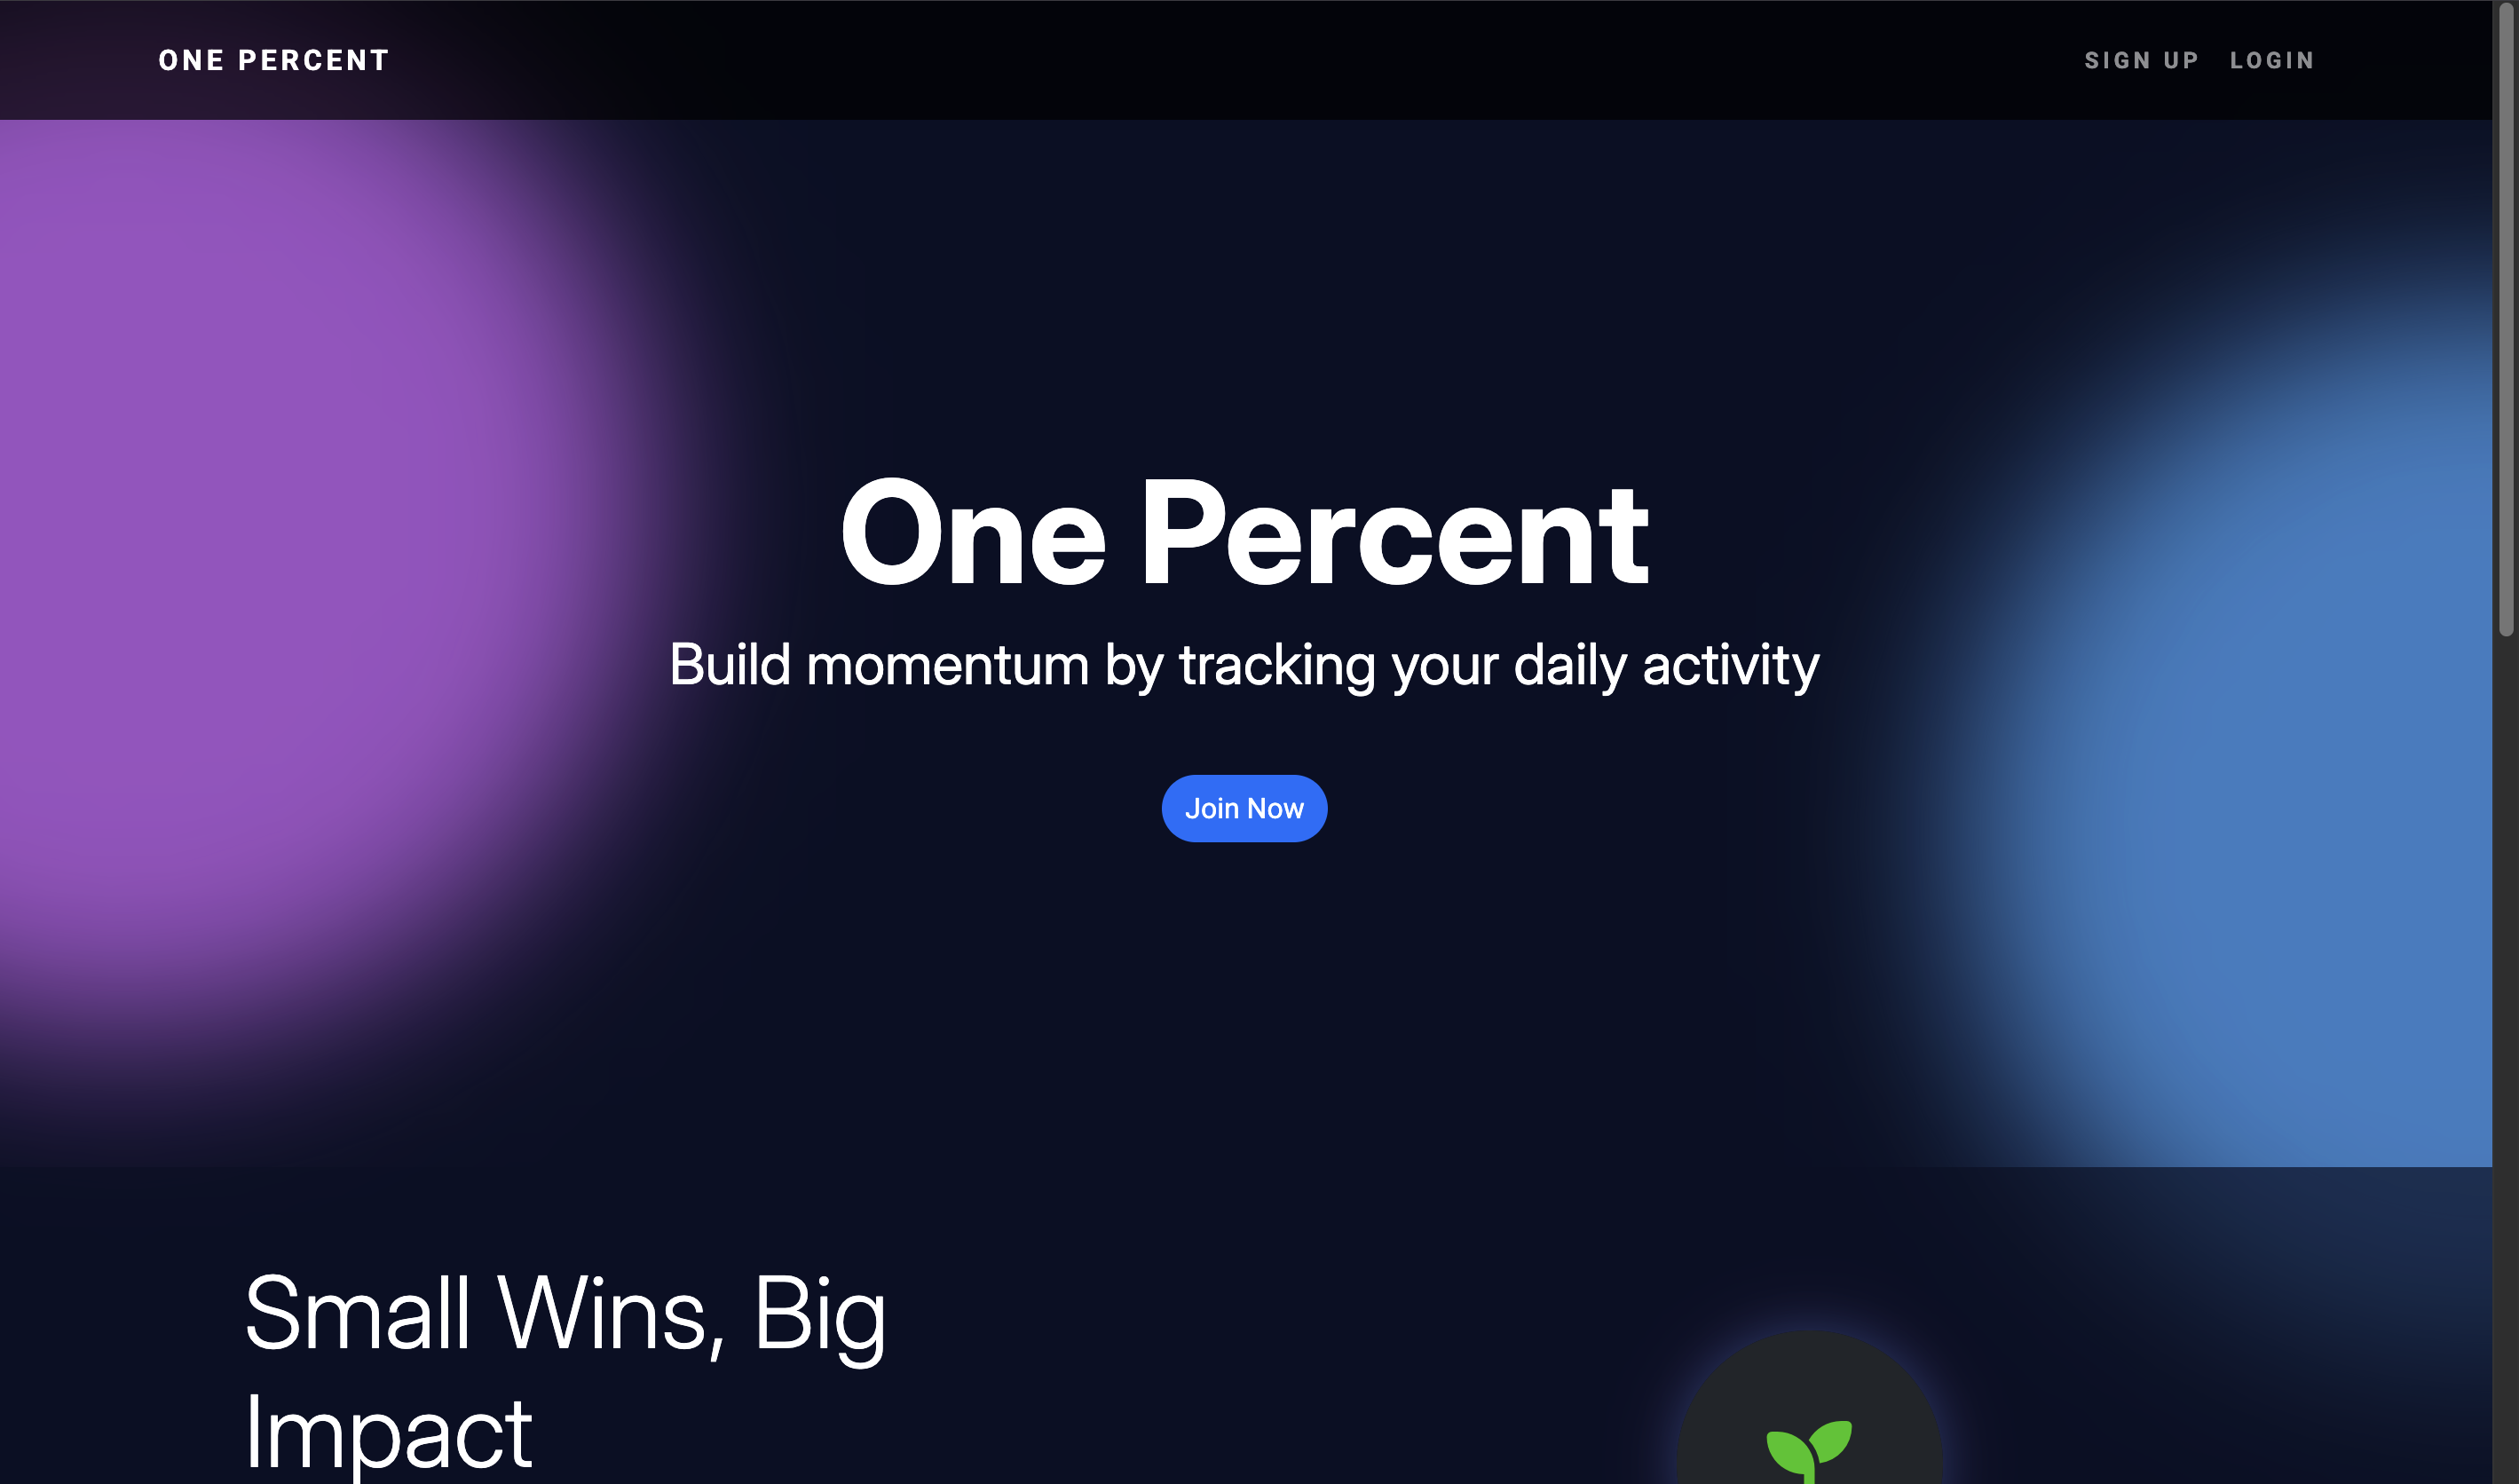 ONE PERCENT
SIGN UP LOGIN
One Percent
Build momentum by tracking your daily activity
Join Now
Small Wins, Big
Impact